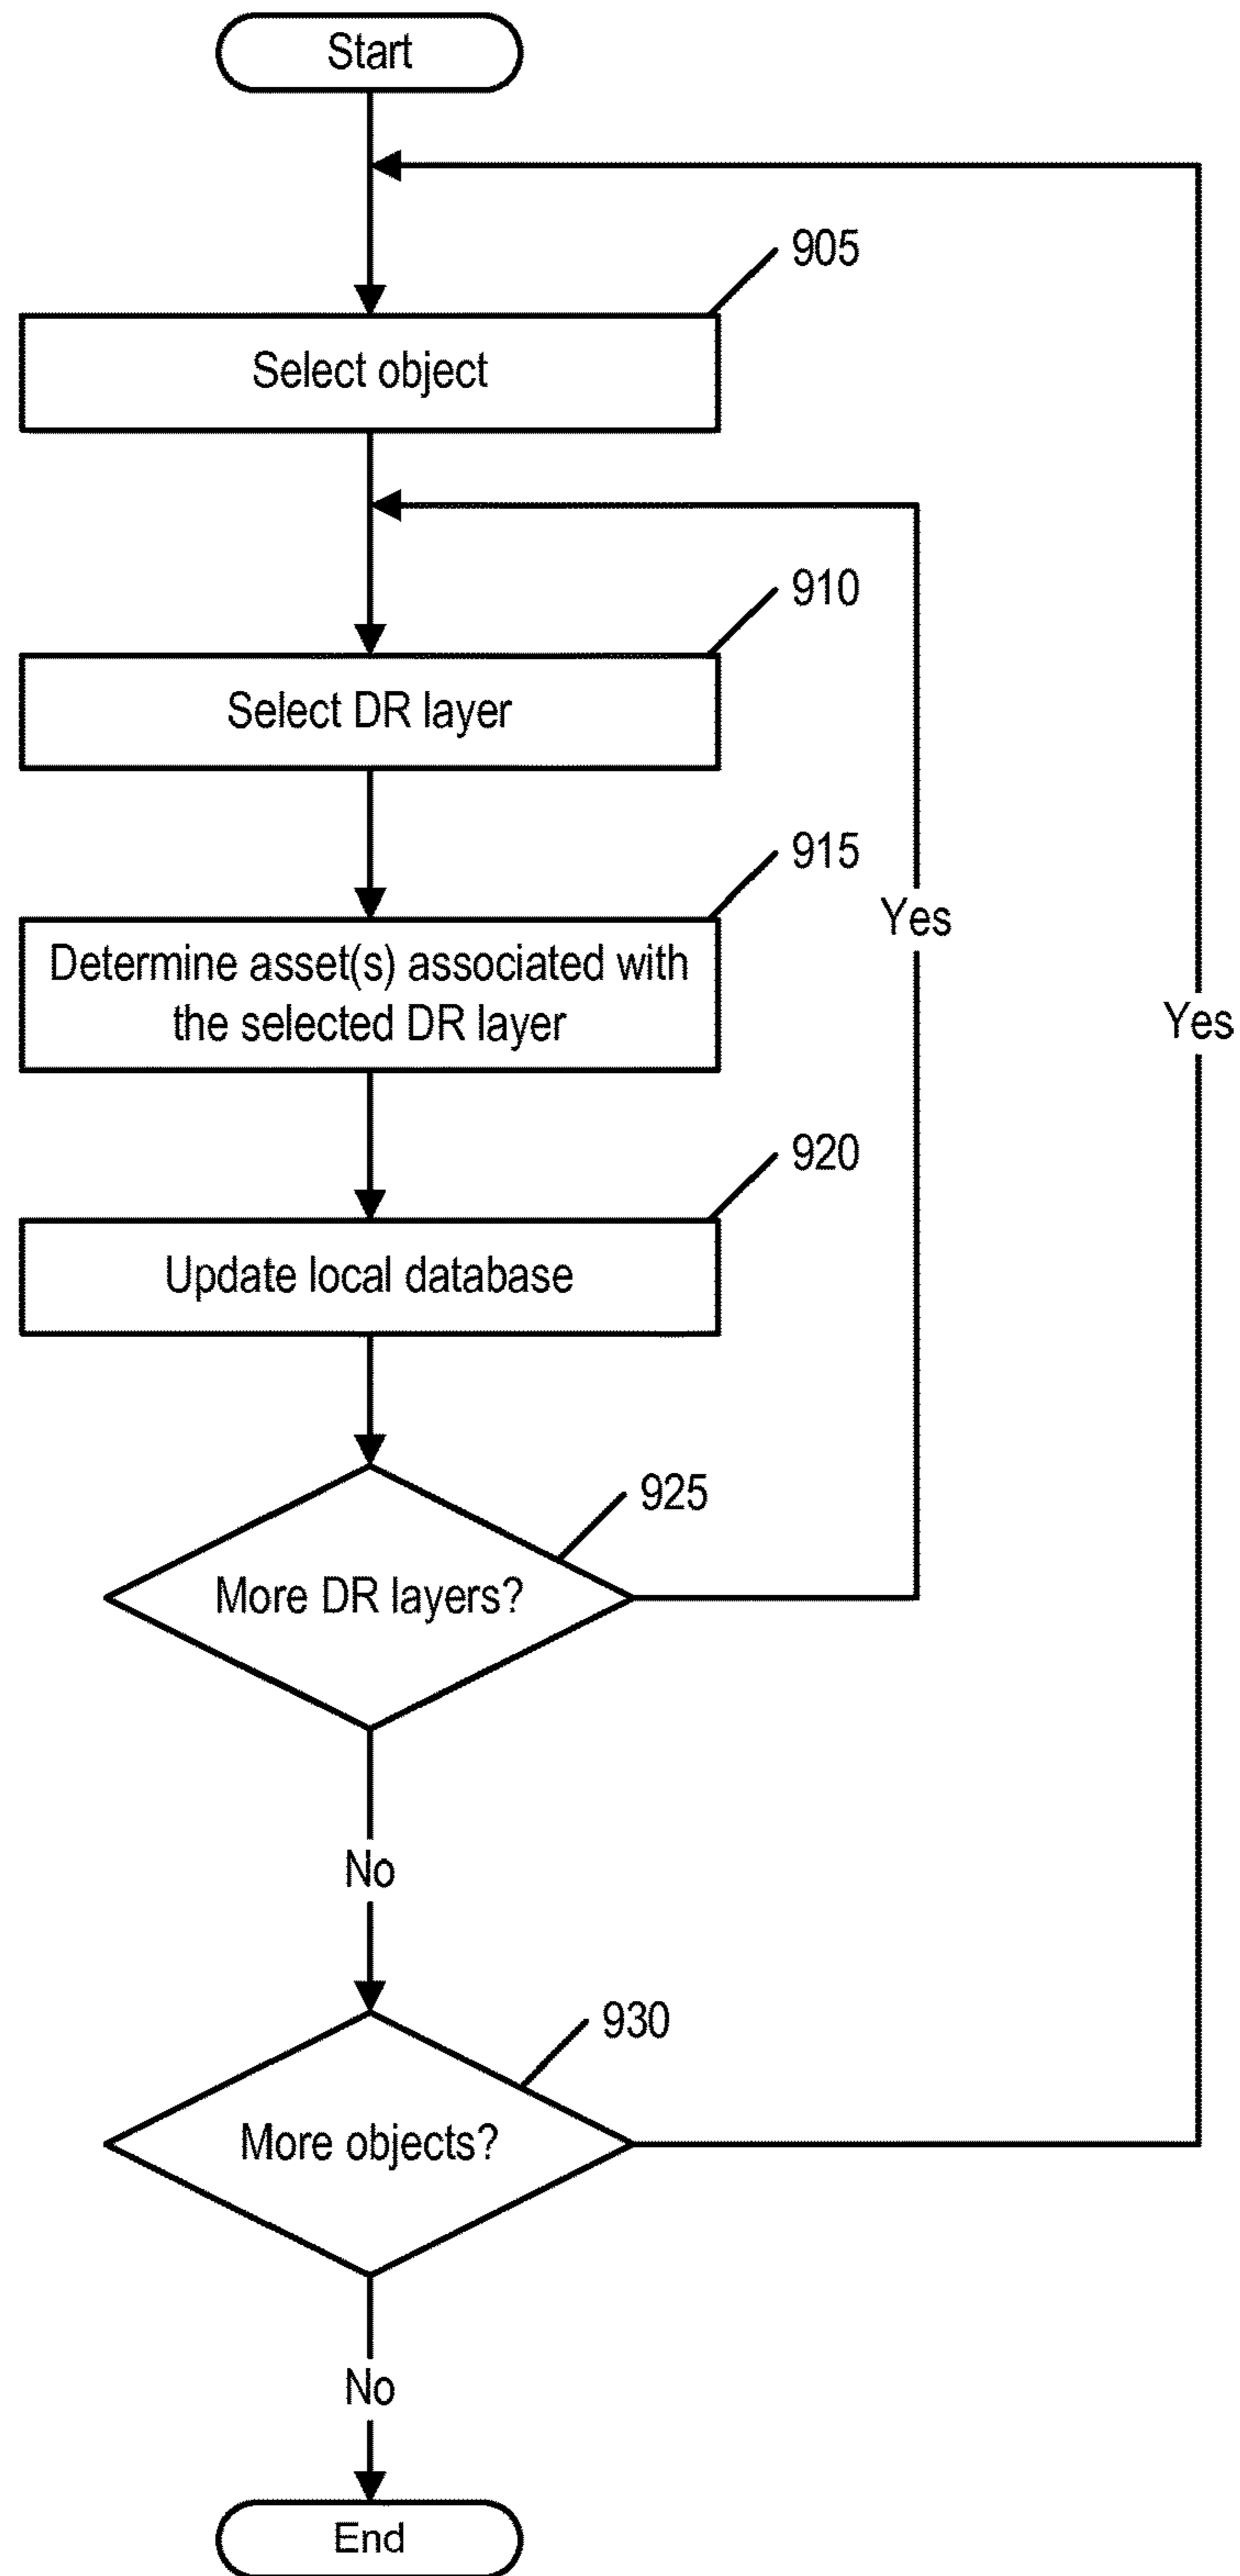 Start
905
Select object
910
Select DR layer
915
Determine asset(s) associated with
the selected DR layer
Yes
Yes
920
Update local database
925
More DR layers?
No
930
More objects?
No
End